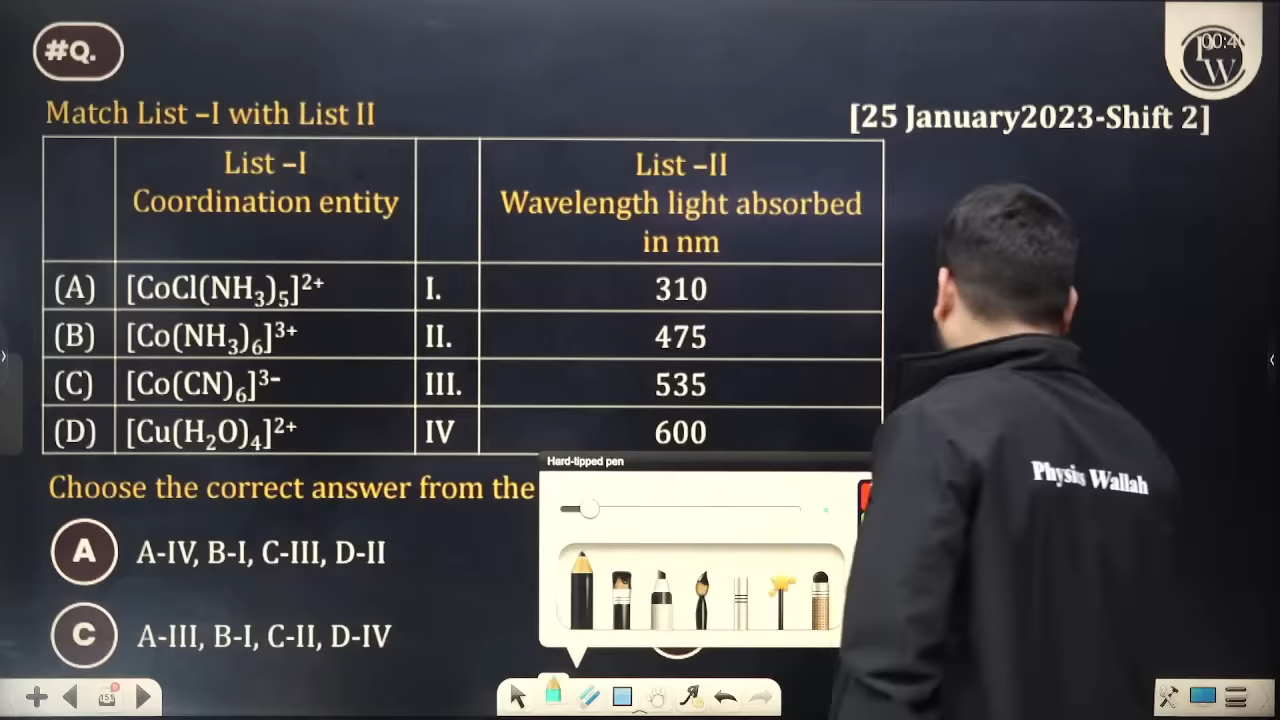 #Q.
00:4
PW
Match List –I with List II
[25 January2023-Shift 2]
List –I
Coordination entity
List –II
Wavelength light absorbed
in nm
(A) [CoCl(NH₃)₅]²⁺ I. 310
(B) [Co(NH₃)₆]³⁺ II. 475
(C) [Co(CN)₆]³⁻ III. 535
(D) [Cu(H₂O)₄]²⁺ IV 600
Hard-tipped pen
Choose the correct answer from the
A A-IV, B-I, C-III, D-II
C A-III, B-I, C-II, D-IV
Physics Wallah